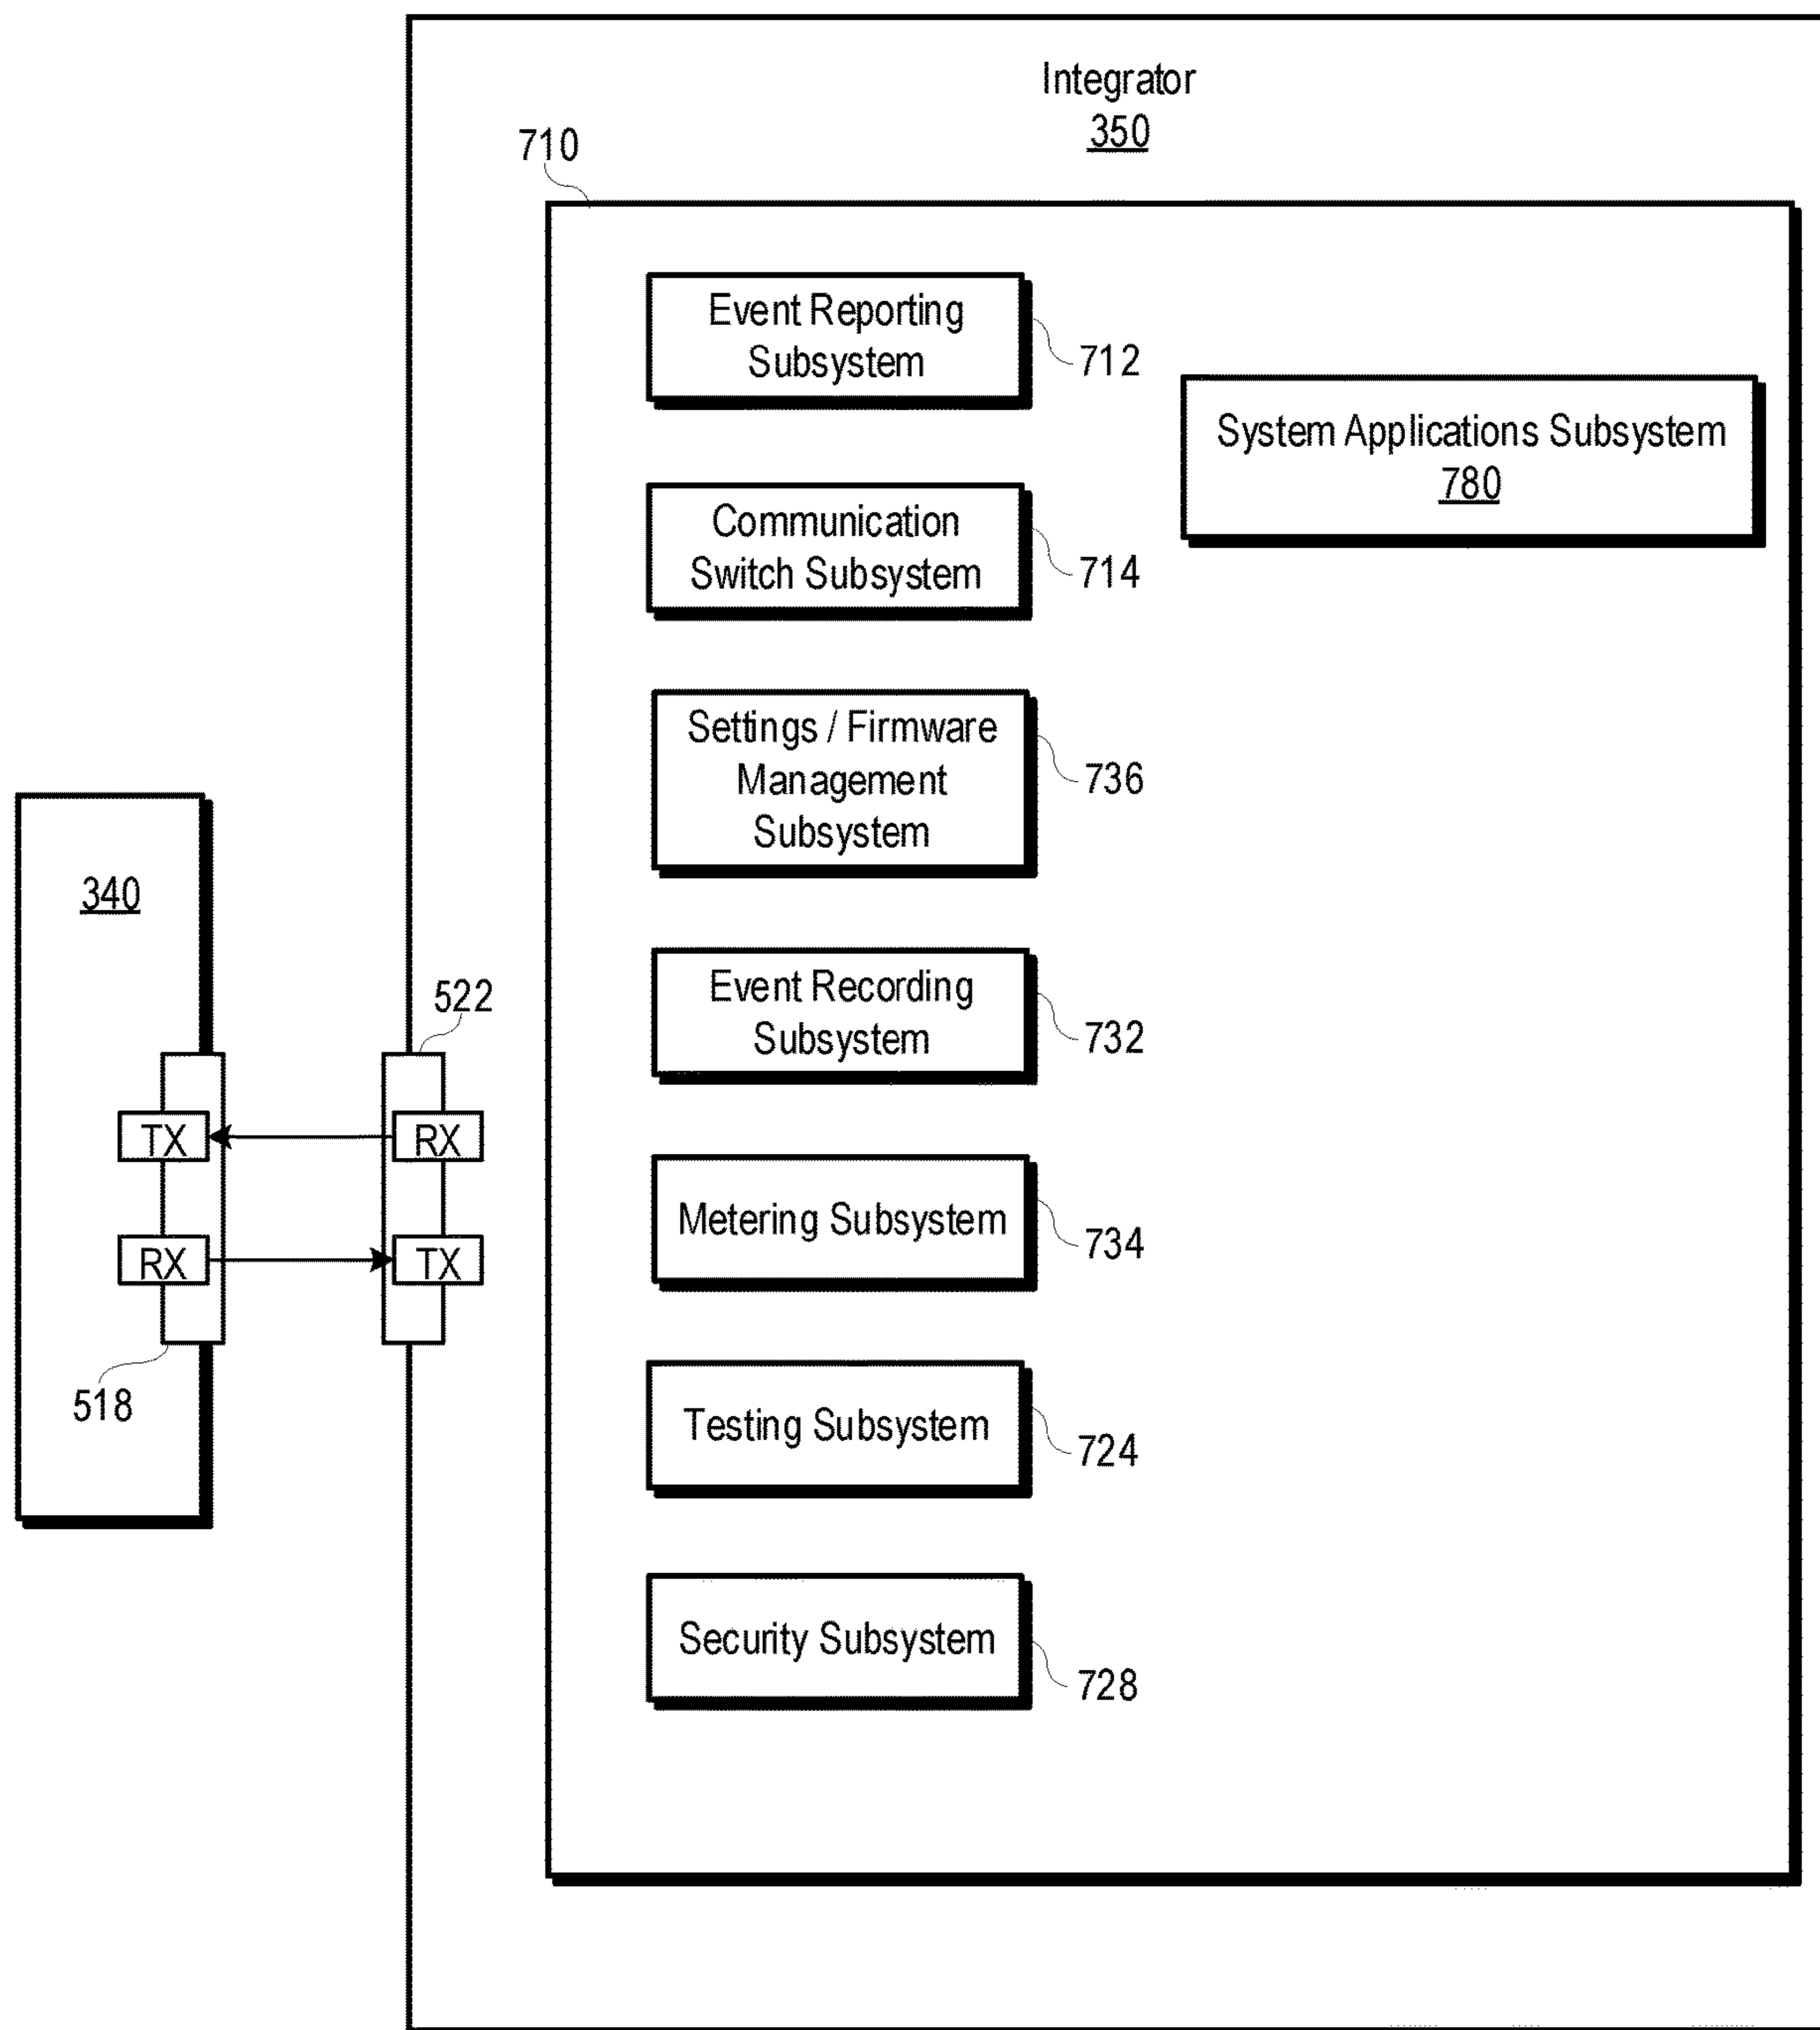 Integrator
350
710
Event Reporting
Subsystem
712
System Applications Subsystem
780
Communication
Switch Subsystem
714
Settings / Firmware
Management
Subsystem
736
340
Event Recording
Subsystem
732
522
TX
RX
Metering Subsystem
734
RX
TX
518
Testing Subsystem
724
Security Subsystem
728